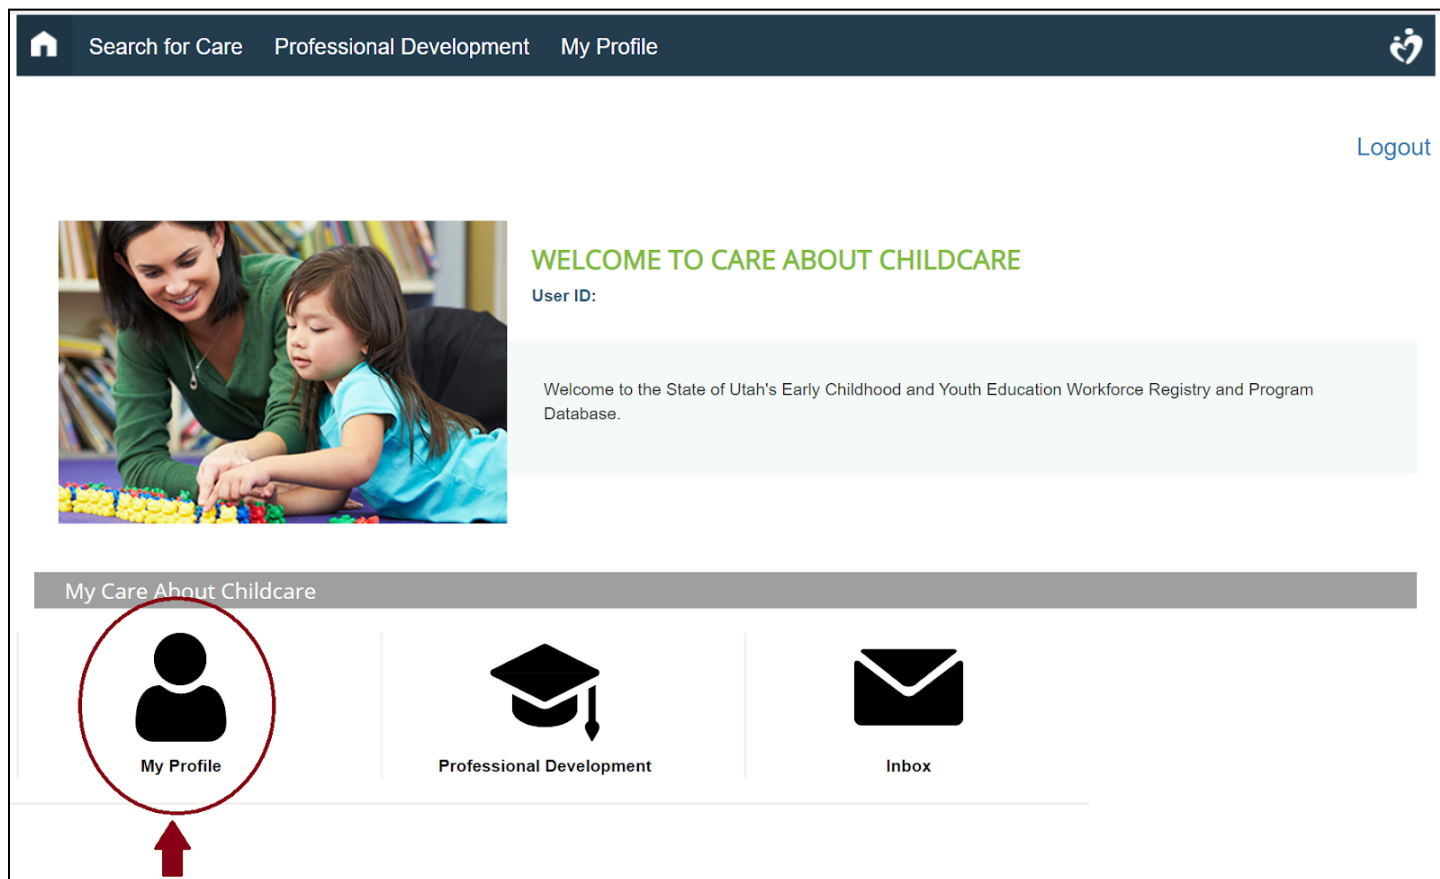 Search for Care Professional Development My Profile
Logout
WELCOME TO CARE ABOUT CHILDCARE
User ID:
Welcome to the State of Utah's Early Childhood and Youth Education Workforce Registry and Program
Database.
My Care About Childcare
My Profile
Professional Development
Inbox